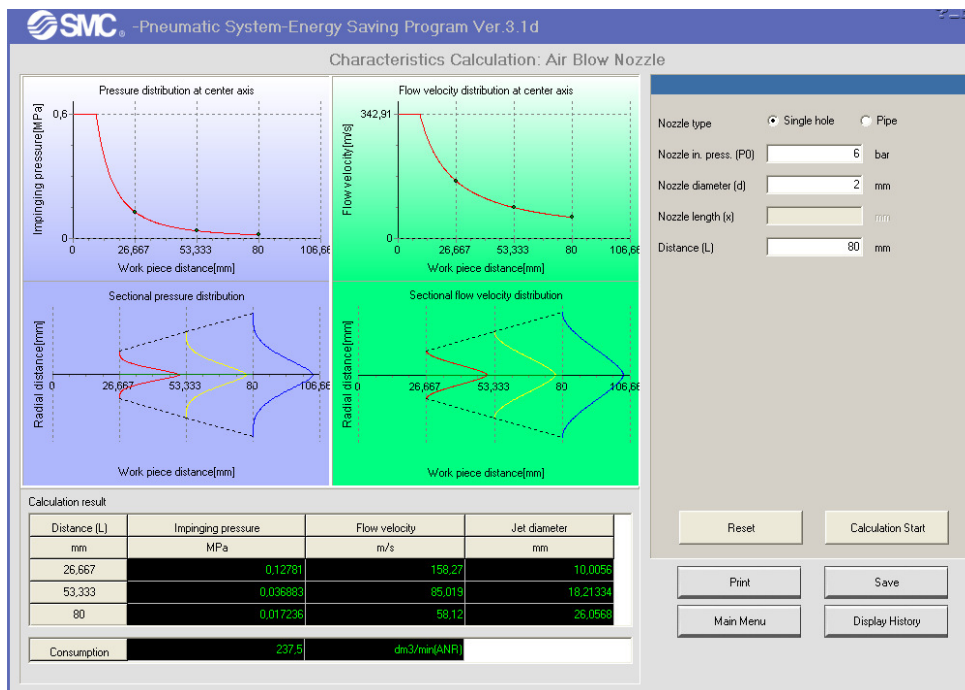 SMC® -Pneumatic System-Energy Saving Program Ver.3.1d
Characteristics Calculation: Air Blow Nozzle
Pressure distribution at center axis
Impinging pressure[MPa]
0,6
0
0 26,667 53,333 80 106,66
Work piece distance[mm]
Flow velocity distribution at center axis
Flow velocity[m/s]
342,91
0
0 26,667 53,333 80 106,66
Work piece distance[mm]
Sectional pressure distribution
Radial distance[mm]
0 26,667 53,333 80 106,66
Work piece distance[mm]
Sectional flow velocity distribution
Radial distance[mm]
0 26,667 53,333 80 106,66
Work piece distance[mm]
Nozzle type Single hole Pipe
Nozzle in. press. (P0) 6 bar
Nozzle diameter (d) 2 mm
Nozzle length (x) mm
Distance (L) 80 mm
Reset Calculation Start
Print Save
Main Menu Display History
Calculation result
Distance (L) Impinging pressure Flow velocity Jet diameter
mm MPa m/s mm
26,667 0,12781 158,27 10,0056
53,333 0,036883 85,019 18,21334
80 0,017236 58,12 26,0568
Consumption 237,5 dm3/min(ANR)